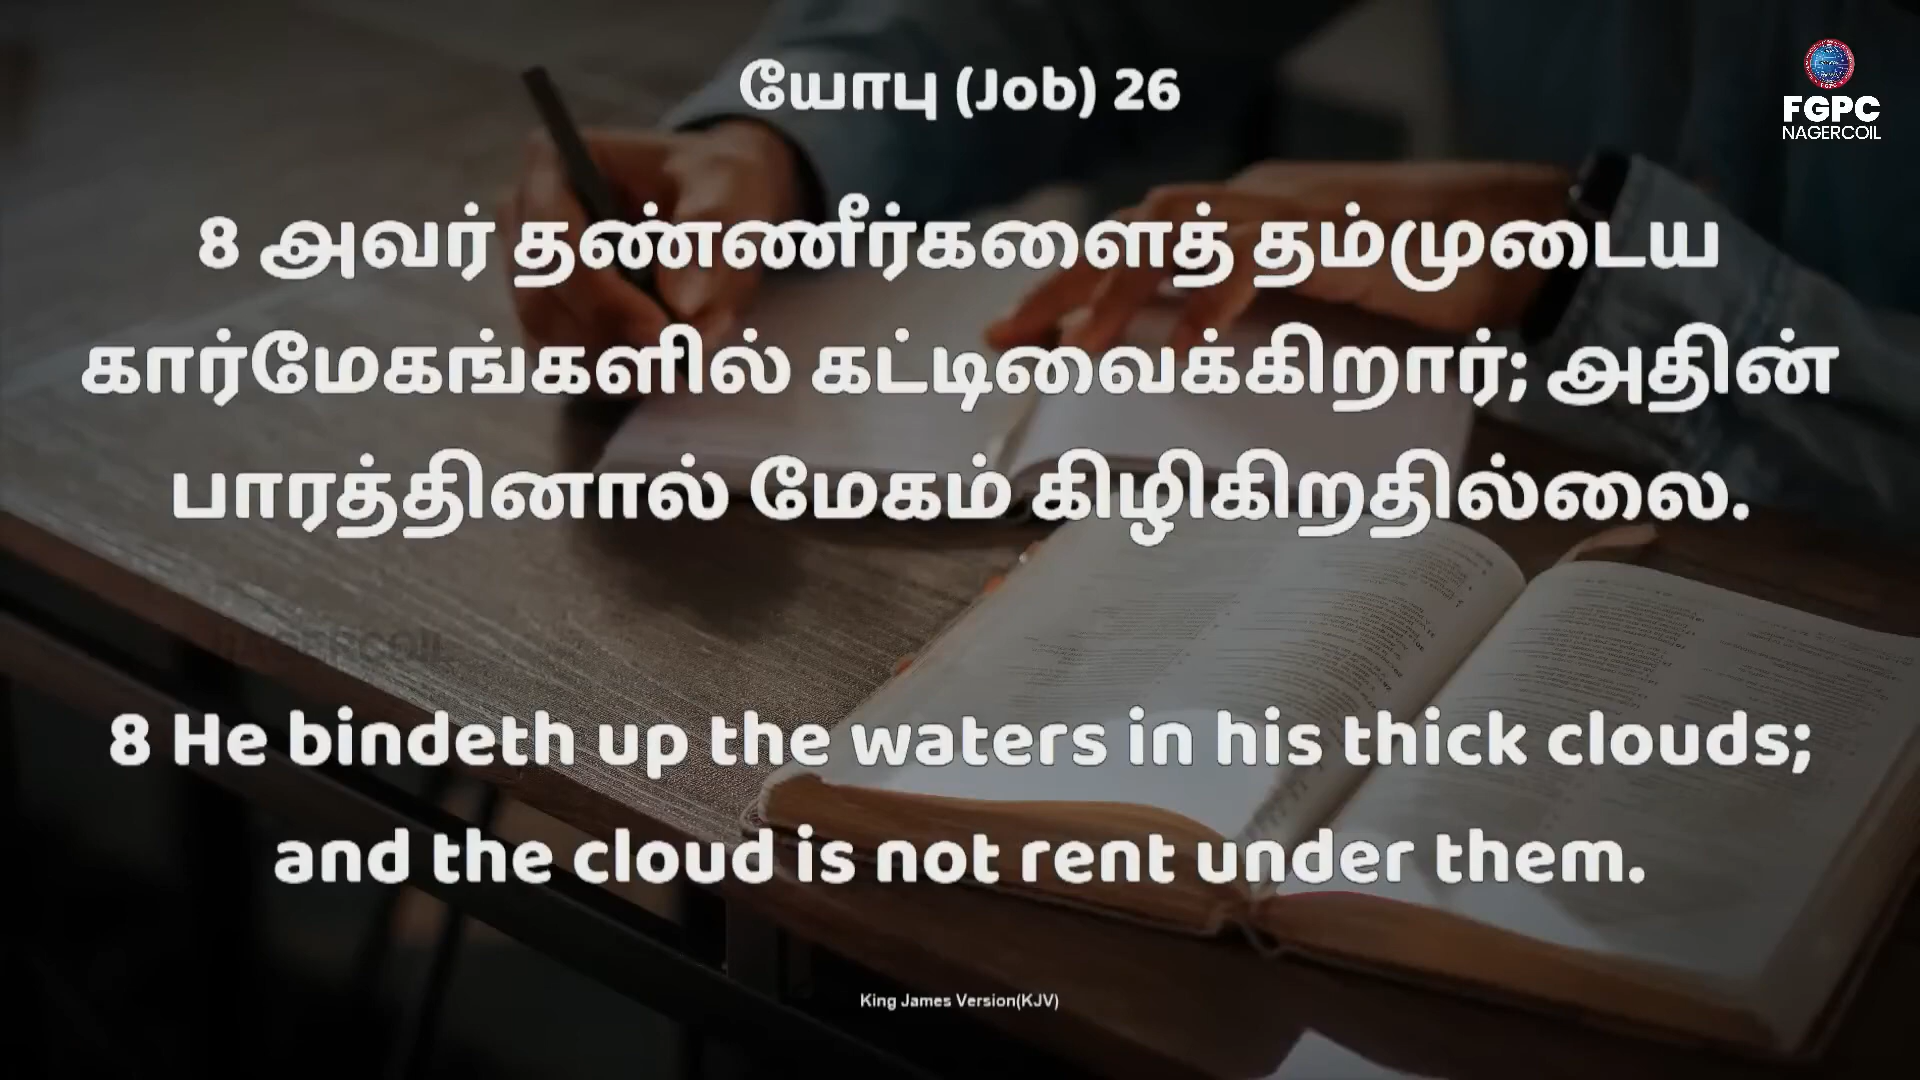 யோபு (Job) 26
FGPC
NAGERCOIL
8 அவர் தண்ணீர்களைத் தம்முடைய
கார்மேகங்களில் கட்டிவைக்கிறார்; அதின்
பாரத்தினால் மேகம் கிழிகிறதில்லை.
NAGERCOIL
8 He bindeth up the waters in his thick clouds;
and the cloud is not rent under them.
King James Version(KJV)